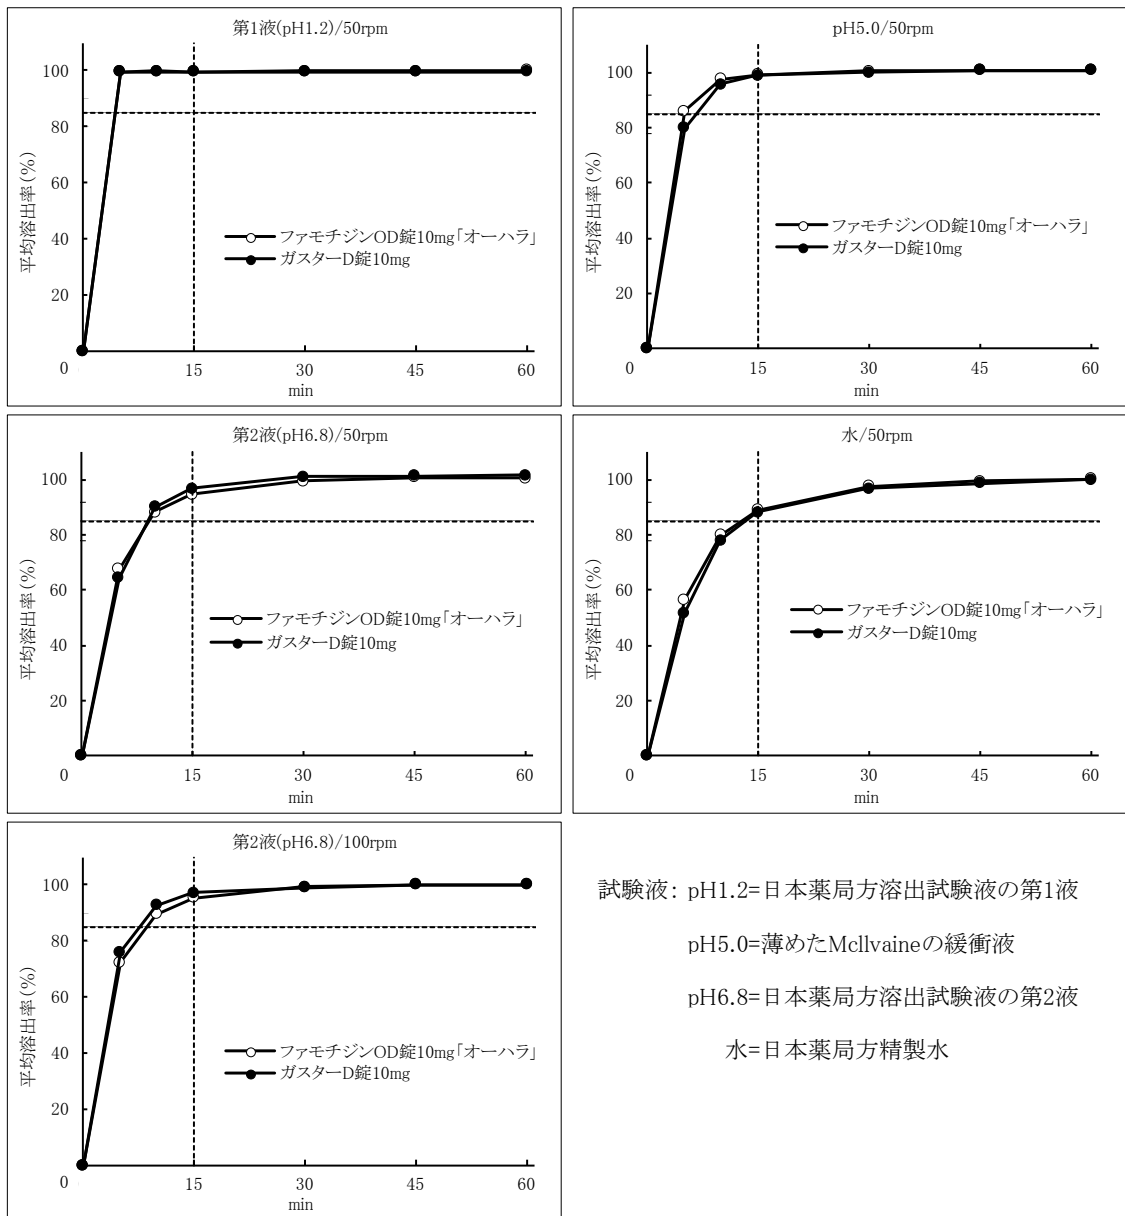 第1液(pH1.2)/50rpm
平均溶出率(%)
100
80
60
40
20
0
15
30
45
60
min
ファモチジンOD錠10mg「オーハラ」
ガスターD錠10mg
pH5.0/50rpm
平均溶出率(%)
100
80
60
40
20
0
15
30
45
60
min
ファモチジンOD錠10mg「オーハラ」
ガスターD錠10mg
第2液(pH6.8)/50rpm
平均溶出率(%)
100
80
60
40
20
0
15
30
45
60
min
ファモチジンOD錠10mg「オーハラ」
ガスターD錠10mg
水/50rpm
平均溶出率(%)
100
80
60
40
20
0
15
30
45
60
min
ファモチジンOD錠10mg「オーハラ」
ガスターD錠10mg
第2液(pH6.8)/100rpm
平均溶出率(%)
100
80
60
40
20
0
15
30
45
60
min
ファモチジンOD錠10mg「オーハラ」
ガスターD錠10mg
試験液: pH1.2=日本薬局方溶出試験液の第1液
pH5.0=薄めたMcllvaineの緩衝液
pH6.8=日本薬局方溶出試験液の第2液
水=日本薬局方精製水